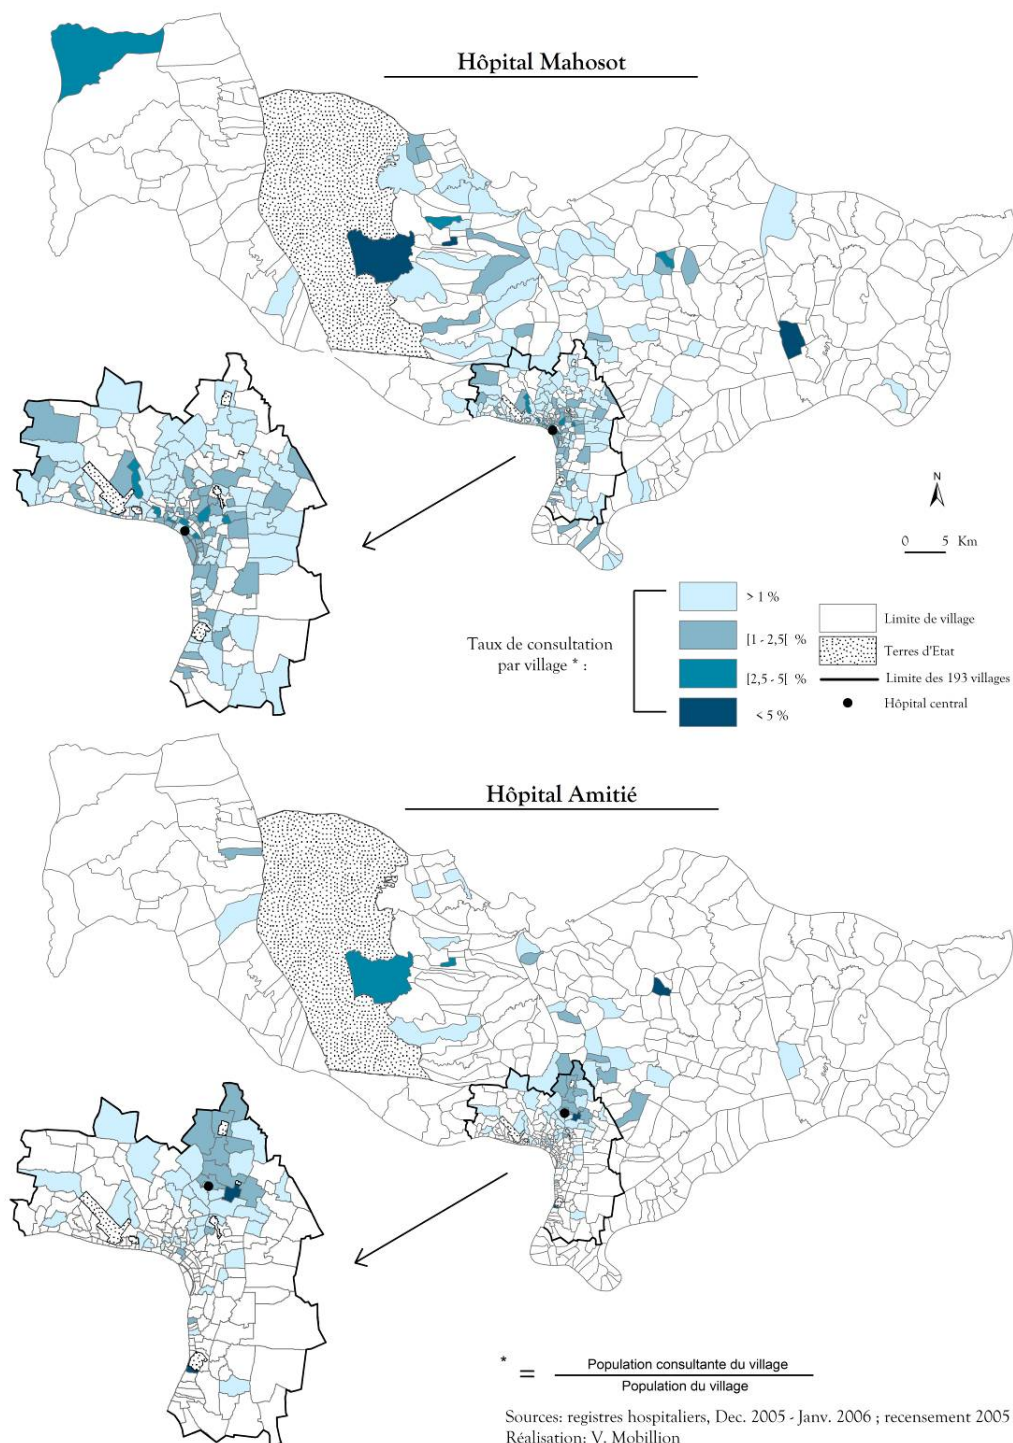 Hôpital Mahosot
N
0 5 Km
Taux de consultation
par village * :
> 1 %
[1 - 2,5[ %
[2,5 - 5[ %
< 5 %
Limite de village
Terres d'Etat
Limite des 193 villages
Hôpital central
Hôpital Amitié
* = Population consultante du village
Population du village
Sources: registres hospitaliers, Dec. 2005 - Janv. 2006 ; recensement 2005
Réalisation: V. Mobillion